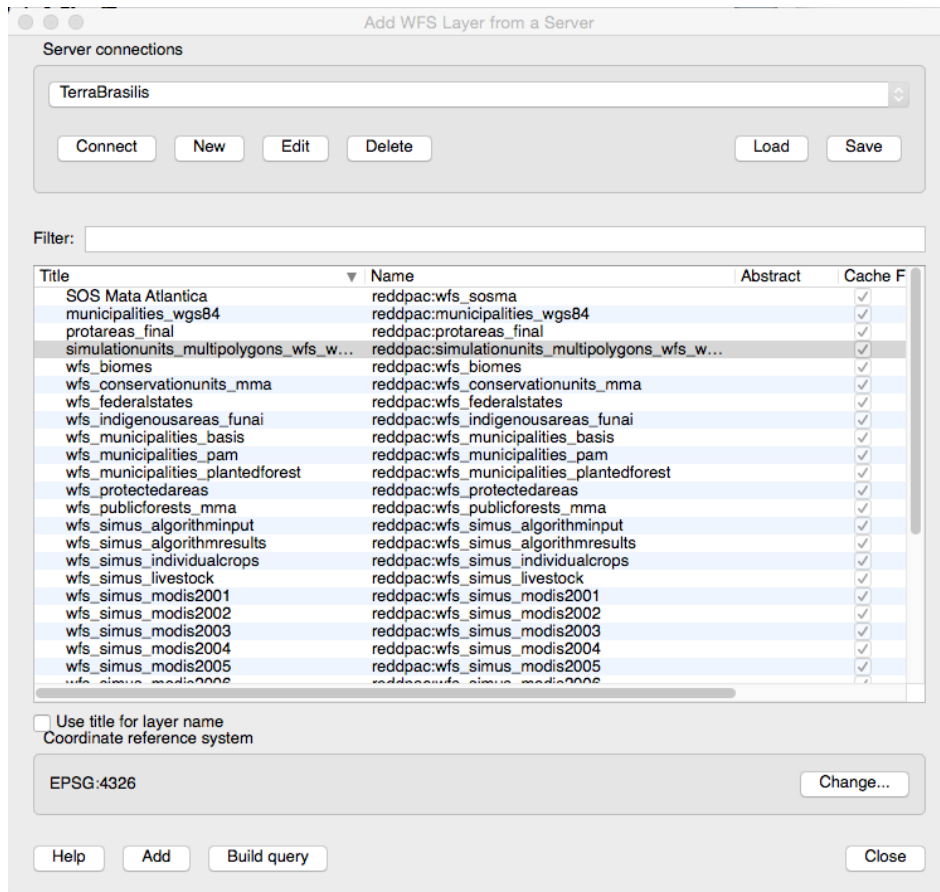 Add WFS Layer from a Server
Server connections
TerraBrasilis
Connect New Edit Delete Load Save
Filter:
Title Name Abstract Cache F
SOS Mata Atlantica reddpac:wfs_sosma
municipalities_wgs84 reddpac:municipalities_wgs84
protareas_final reddpac:protareas_final
simulationunits_multipolygons_wfs_w... reddpac:simulationunits_multipolygons_wfs_w...
wfs_biomes reddpac:wfs_biomes
wfs_conservationunits_mma reddpac:wfs_conservationunits_mma
wfs_federalstates reddpac:wfs_federalstates
wfs_indigenousareas_funai reddpac:wfs_indigenousareas_funai
wfs_municipalities_basis reddpac:wfs_municipalities_basis
wfs_municipalities_pam reddpac:wfs_municipalities_pam
wfs_municipalities_plantedforest reddpac:wfs_municipalities_plantedforest
wfs_protectedareas reddpac:wfs_protectedareas
wfs_publicforests_mma reddpac:wfs_publicforests_mma
wfs_simus_algorithminput reddpac:wfs_simus_algorithminput
wfs_simus_algorithmresults reddpac:wfs_simus_algorithmresults
wfs_simus_individualcrops reddpac:wfs_simus_individualcrops
wfs_simus_livestock reddpac:wfs_simus_livestock
wfs_simus_modis2001 reddpac:wfs_simus_modis2001
wfs_simus_modis2002 reddpac:wfs_simus_modis2002
wfs_simus_modis2003 reddpac:wfs_simus_modis2003
wfs_simus_modis2004 reddpac:wfs_simus_modis2004
wfs_simus_modis2005 reddpac:wfs_simus_modis2005
wfs_simus_modis2006 reddpac:wfs_simus_modis2006
Use title for layer name
Coordinate reference system
EPSG:4326 Change...
Help Add Build query Close